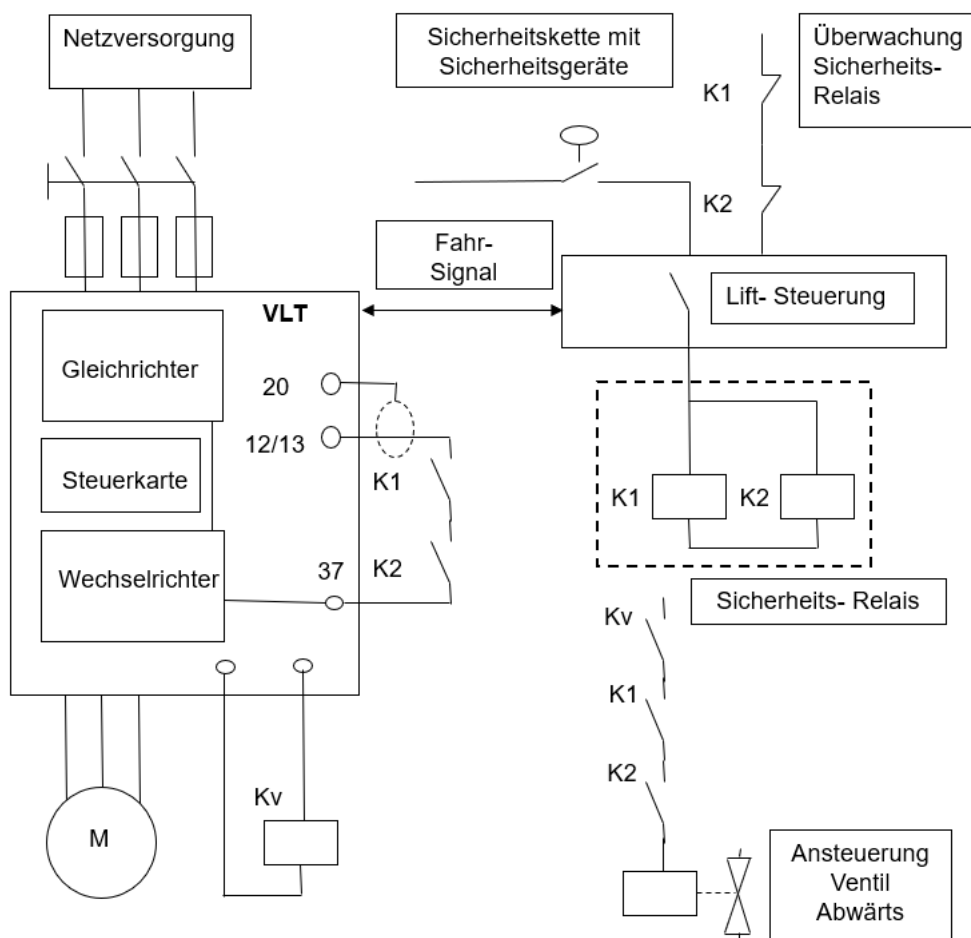 Netzversorgung
Sicherheitskette mit
Sicherheitsgeräte
Überwachung
Sicherheits-
Relais
K1
K2
Fahr-
Signal
Lift- Steuerung
VLT
Gleichrichter
20
12/13
Steuerkarte
K1
K2
Wechselrichter
37
K1
K2
Sicherheits- Relais
Kv
K1
K2
Kv
M
Ansteuerung
Ventil
Abwärts